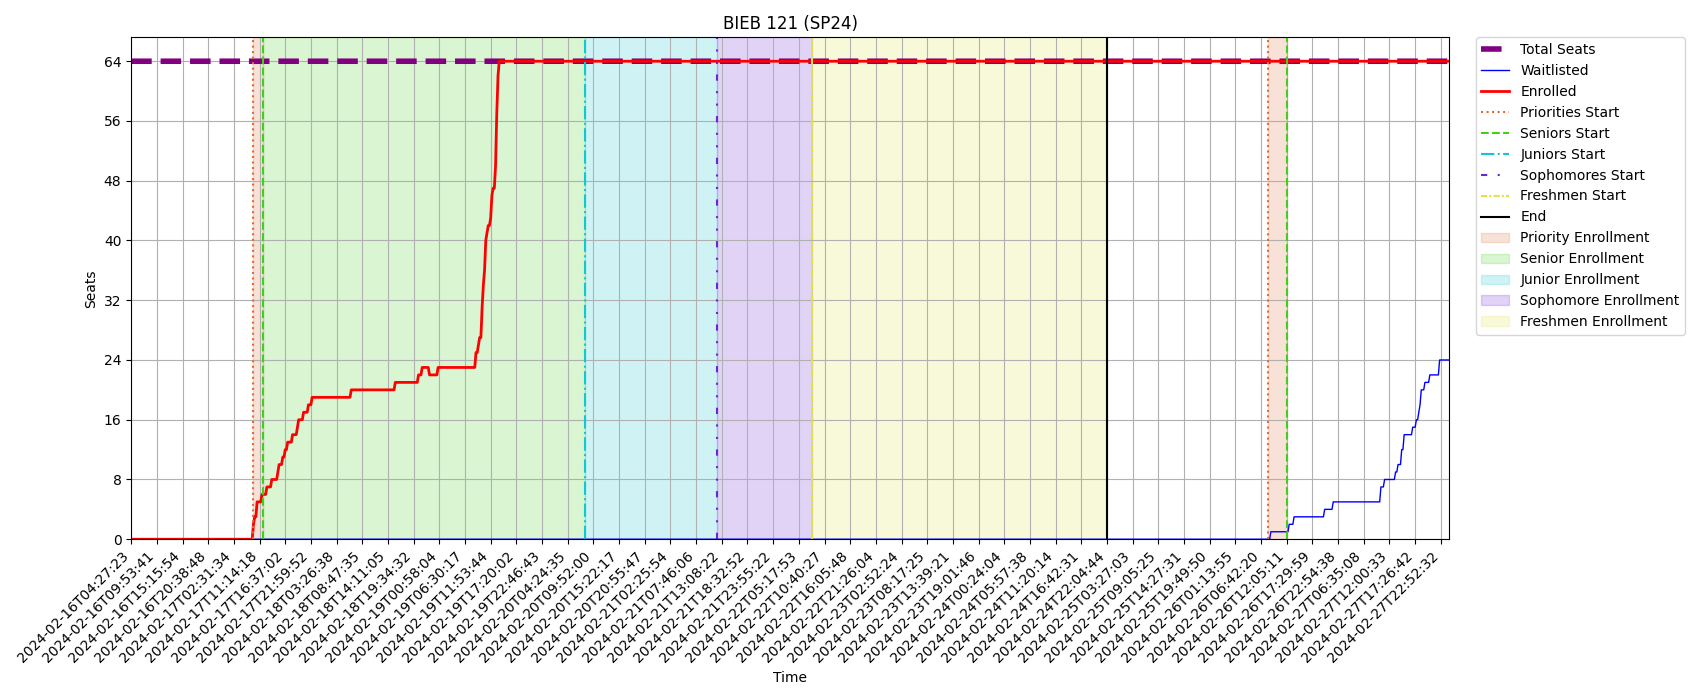 BIEB 121 (SP24)
Seats
64
56
48
40
32
24
16
8
0
2024-02-16T04:27:23
2024-02-16T09:53:41
2024-02-16T15:15:54
2024-02-16T20:38:48
2024-02-17T02:31:34
2024-02-17T11:14:18
2024-02-17T16:37:02
2024-02-17T21:59:52
2024-02-18T03:26:38
2024-02-18T08:47:35
2024-02-18T14:11:05
2024-02-18T19:34:32
2024-02-19T00:58:04
2024-02-19T06:30:17
2024-02-19T11:53:44
2024-02-19T17:20:02
2024-02-19T22:46:43
2024-02-20T04:24:35
2024-02-20T09:52:00
2024-02-20T15:22:17
2024-02-20T20:55:47
2024-02-21T02:25:54
2024-02-21T07:46:06
2024-02-21T13:08:22
2024-02-21T18:32:52
2024-02-21T23:55:22
2024-02-22T05:17:53
2024-02-22T10:40:27
2024-02-22T16:05:48
2024-02-22T21:26:04
2024-02-23T02:52:24
2024-02-23T08:17:25
2024-02-23T13:39:21
2024-02-23T19:01:46
2024-02-24T00:24:04
2024-02-24T05:57:38
2024-02-24T11:20:14
2024-02-24T16:42:31
2024-02-24T22:04:44
2024-02-25T03:27:03
2024-02-25T09:05:25
2024-02-25T14:27:31
2024-02-25T19:49:50
2024-02-26T01:13:55
2024-02-26T06:42:20
2024-02-26T12:05:11
2024-02-26T17:29:59
2024-02-26T22:54:38
2024-02-27T06:35:08
2024-02-27T12:00:33
2024-02-27T17:26:42
2024-02-27T22:52:32
Time
Total Seats
Waitlisted
Enrolled
Priorities Start
Seniors Start
Juniors Start
Sophomores Start
Freshmen Start
End
Priority Enrollment
Senior Enrollment
Junior Enrollment
Sophomore Enrollment
Freshmen Enrollment